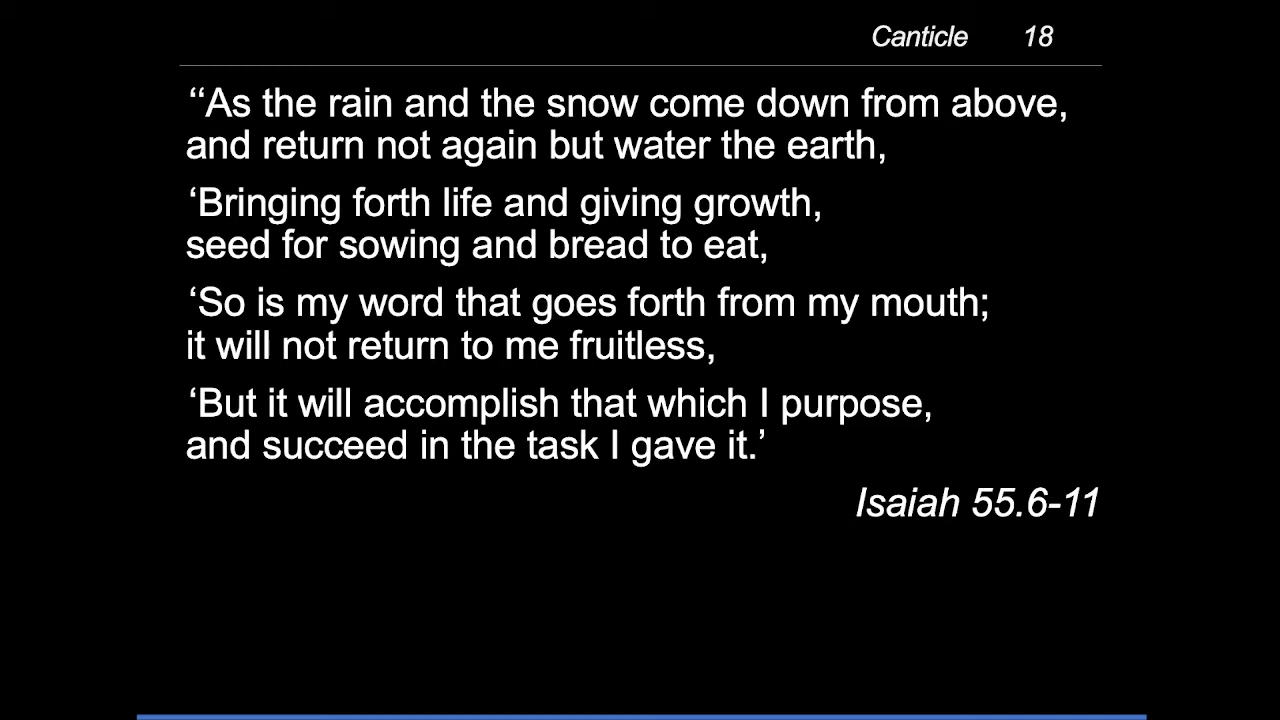 Canticle 18
‘‘As the rain and the snow come down from above,
and return not again but water the earth,
‘Bringing forth life and giving growth,
seed for sowing and bread to eat,
‘So is my word that goes forth from my mouth;
it will not return to me fruitless,
‘But it will accomplish that which I purpose,
and succeed in the task I gave it.’
Isaiah 55.6-11